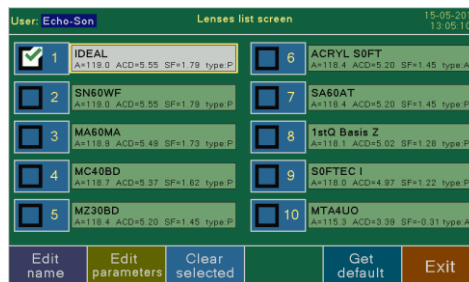 User: Echo-Son
Lenses list screen
15-05-201
13:05:10
1 IDEAL
A=119.0 ACD=5.55 SF=1.79 type:P
2 SN60WF
A=119.0 ACD=5.55 SF=1.79 type:P
3 MA60MA
A=118.9 ACD=5.49 SF=1.73 type:P
4 MC40BD
A=118.7 ACD=5.37 SF=1.62 type:P
5 MZ30BD
A=118.4 ACD=5.20 SF=1.45 type:P
6 ACRYL S0FT
A=118.4 ACD=5.20 SF=1.45 type:A
7 SA60AT
A=118.4 ACD=5.20 SF=1.45 type:P
8 1stQ Basis Z
A=118.1 ACD=5.02 SF=1.28 type:P
9 S0FTEC I
A=118.0 ACD=4.97 SF=1.22 type:P
10 MTA4UO
A=115.3 ACD=3.39 SF=-0.31 type:A
Edit name
Edit parameters
Clear selected
Get default
Exit